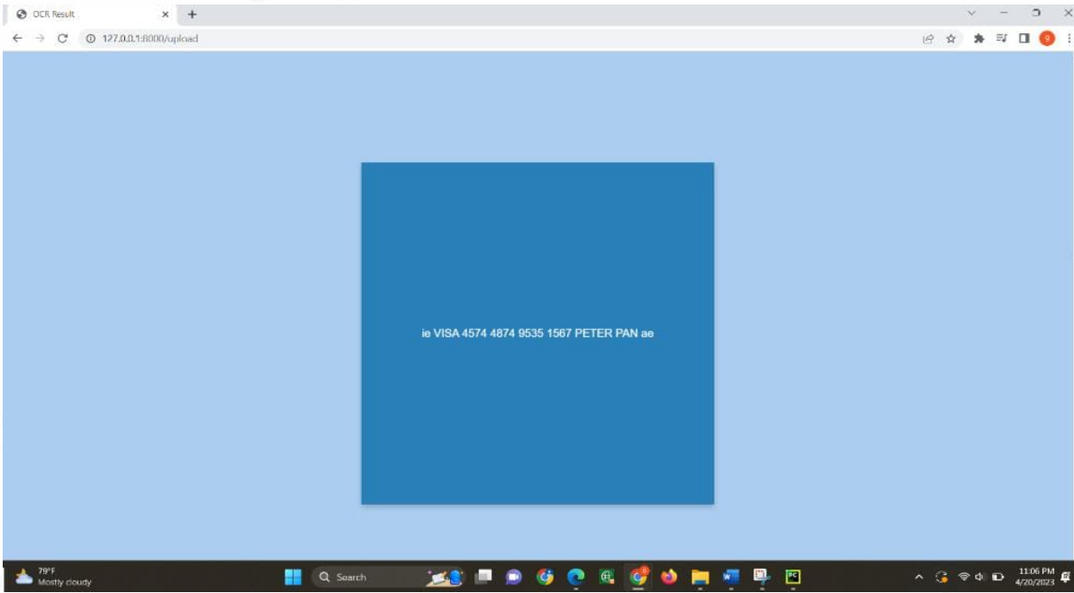 OCR Result
127.0.0.1:8000/upload
9
ie VISA 4574 4874 9535 1567 PETER PAN ae
79°F
Mostly cloudy
Search
11:06 PM
4/20/2023